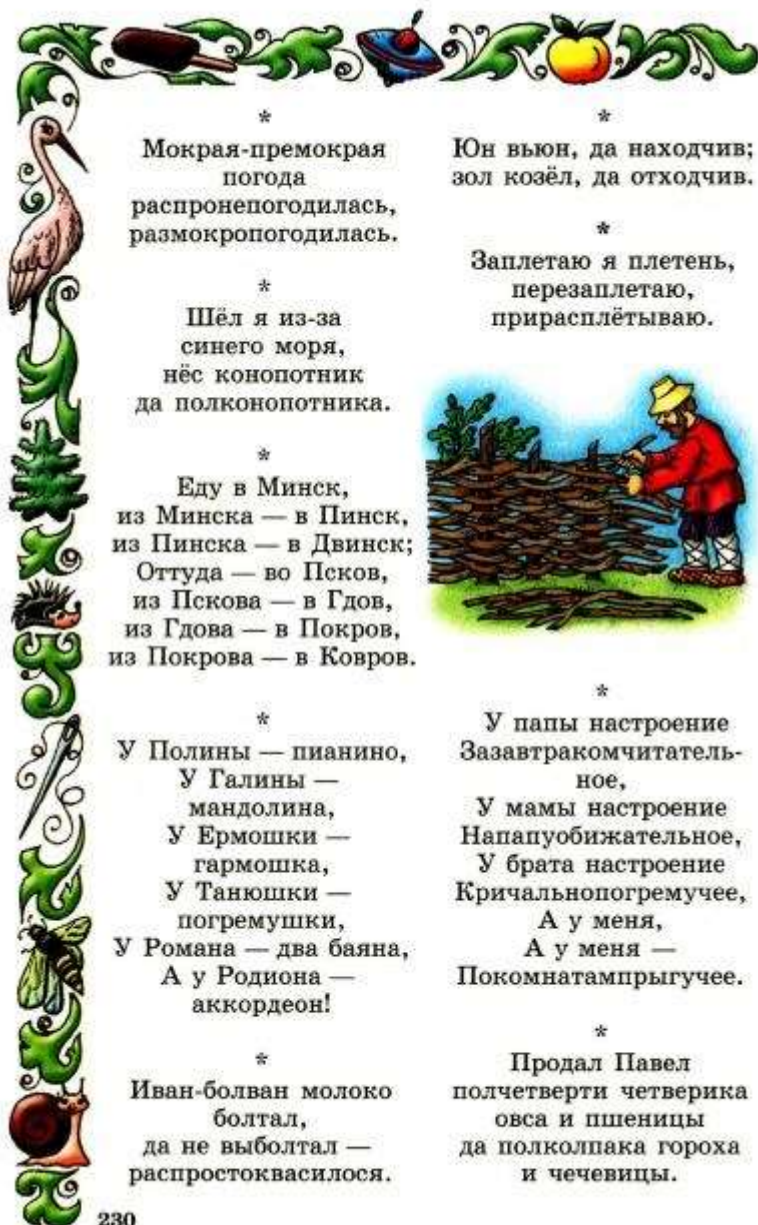 *
Мокрая-премокрая
погода
распронепогодилась,
размокропогодилась.
*
Шёл я из-за
синего моря,
нёс конопотник
да полконопотника.
*
Еду в Минск,
из Минска — в Пинск,
из Пинска — в Двинск;
Оттуда — во Псков,
из Пскова — в Гдов,
из Гдова — в Покров,
из Покрова — в Ковров.
*
У Полины — пианино,
У Галины —
мандолина,
У Ермошки —
гармошка,
У Танюшки —
погремушки,
У Романа — два баяна,
А у Родиона —
аккордеон!
*
Иван-болван молоко
болтал,
да не выболтал —
распростоквасилося.
*
Юн вьюн, да находчив;
зол козёл, да отходчив.
*
Заплетаю я плетень,
перезаплетаю,
прирасплётываю.
*
У папы настроение
Зазавтракомчитатель-
ное,
У мамы настроение
Напапуобижательное,
У брата настроение
Кричальнопогремучее,
А у меня,
А у меня —
Покомнатампрыгучее.
*
Продал Павел
полчетверти четверика
овса и пшеницы
да полколпака гороха
и чечевицы.
230